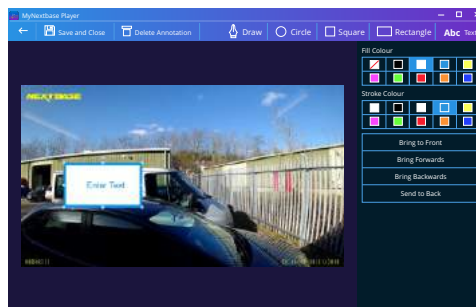 MyNextbase Player
Save and Close
Delete Annotation
Draw
Circle
Square
Rectangle
Abc Text
Fill Colour
Stroke Colour
NEXTBASE
Enter Text
Bring to Front
Bring Forwards
Bring Backwards
Send to Back